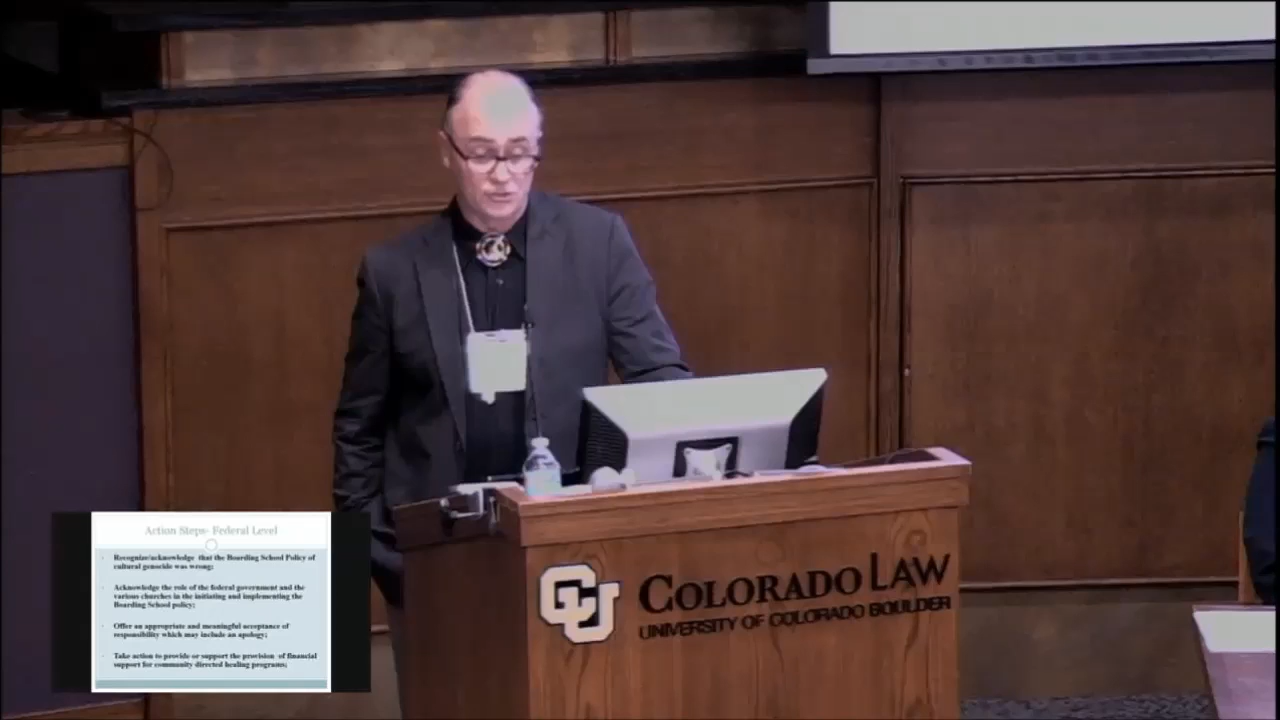 Action Steps- Federal Level
Recognize/acknowledge that the Boarding School Policy of
cultural genocide was wrong;
Acknowledge the role of the federal government and the
various churches in the initiating and implementing the
Boarding School policy;
Offer an appropriate and meaningful acceptance of
responsibility which may include an apology;
Take action to provide or support the provision of financial
support for community directed healing programs;
CU
COLORADO LAW
UNIVERSITY OF COLORADO BOULDER